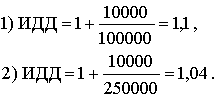 1) ИДД = 1 + 10000/100000 = 1,1 ,
2) ИДД = 1 + 10000/250000 = 1,04 .